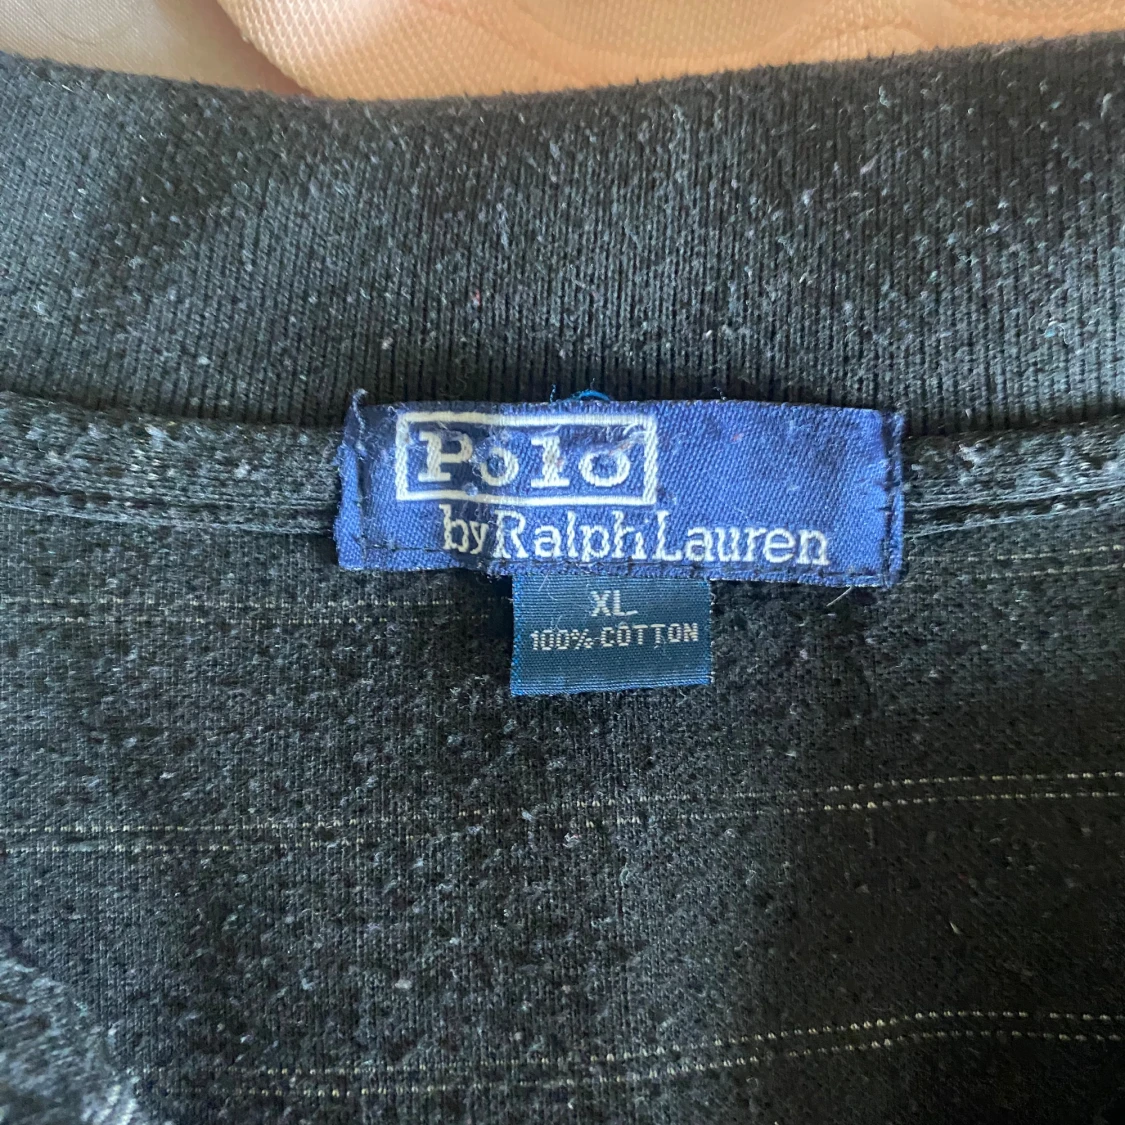 Polo
by Ralph Lauren
XL
100% COTTON